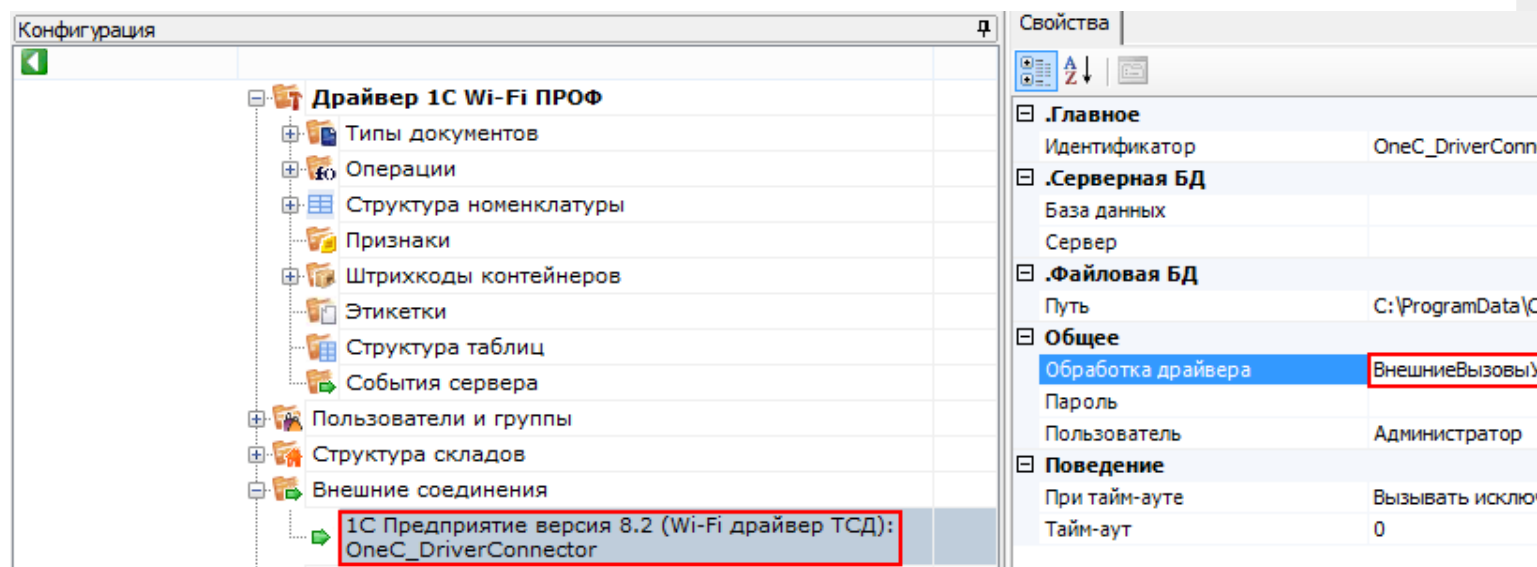 Конфигурация
Драйвер 1С Wi-Fi ПРОФ
Типы документов
Операции
Структура номенклатуры
Признаки
Штрихкоды контейнеров
Этикетки
Структура таблиц
События сервера
Пользователи и группы
Структура складов
Внешние соединения
1С Предприятие версия 8.2 (Wi-Fi драйвер ТСД):
OneC_DriverConnector
Свойства
.Главное
Идентификатор OneC_DriverConn
.Серверная БД
База данных
Сервер
.Файловая БД
Путь C:\ProgramData\
Общее
Обработка драйвера ВнешниеВызовы
Пароль
Пользователь Администратор
Поведение
При тайм-ауте Вызывать исклю
Тайм-аут 0